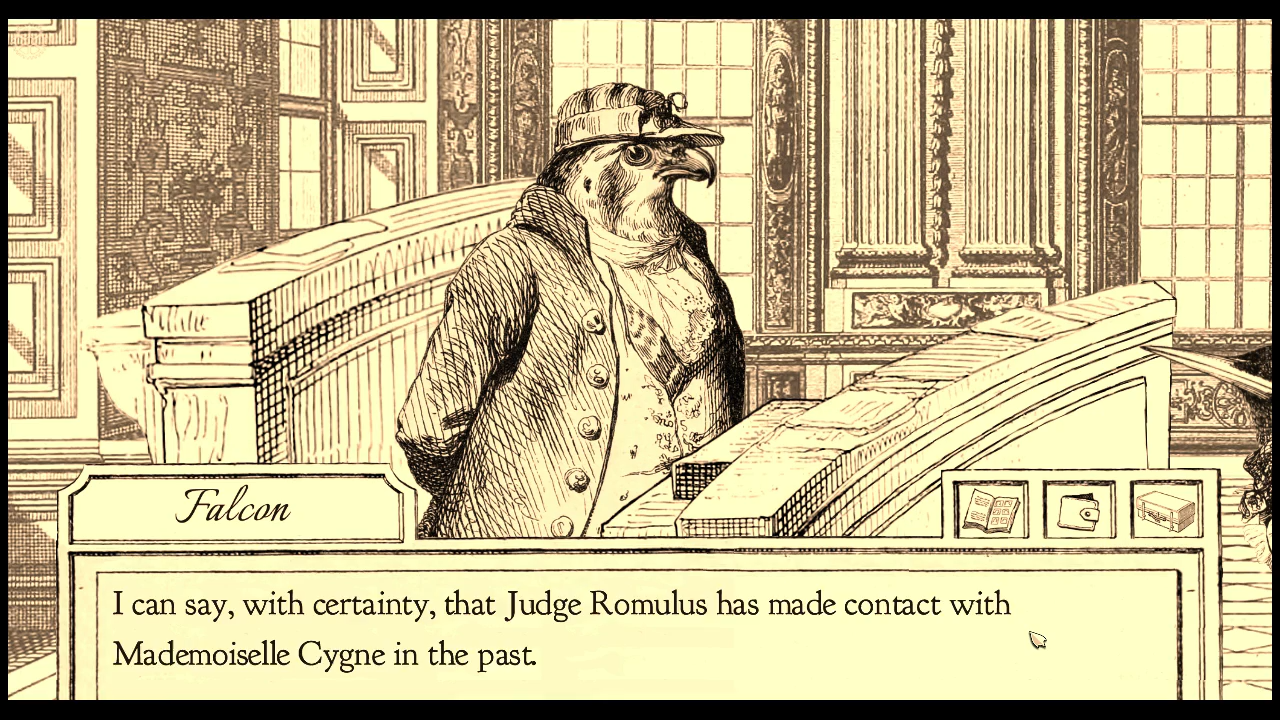 Falcon
I can say, with certainty, that Judge Romulus has made contact with
Mademoiselle Cygne in the past.